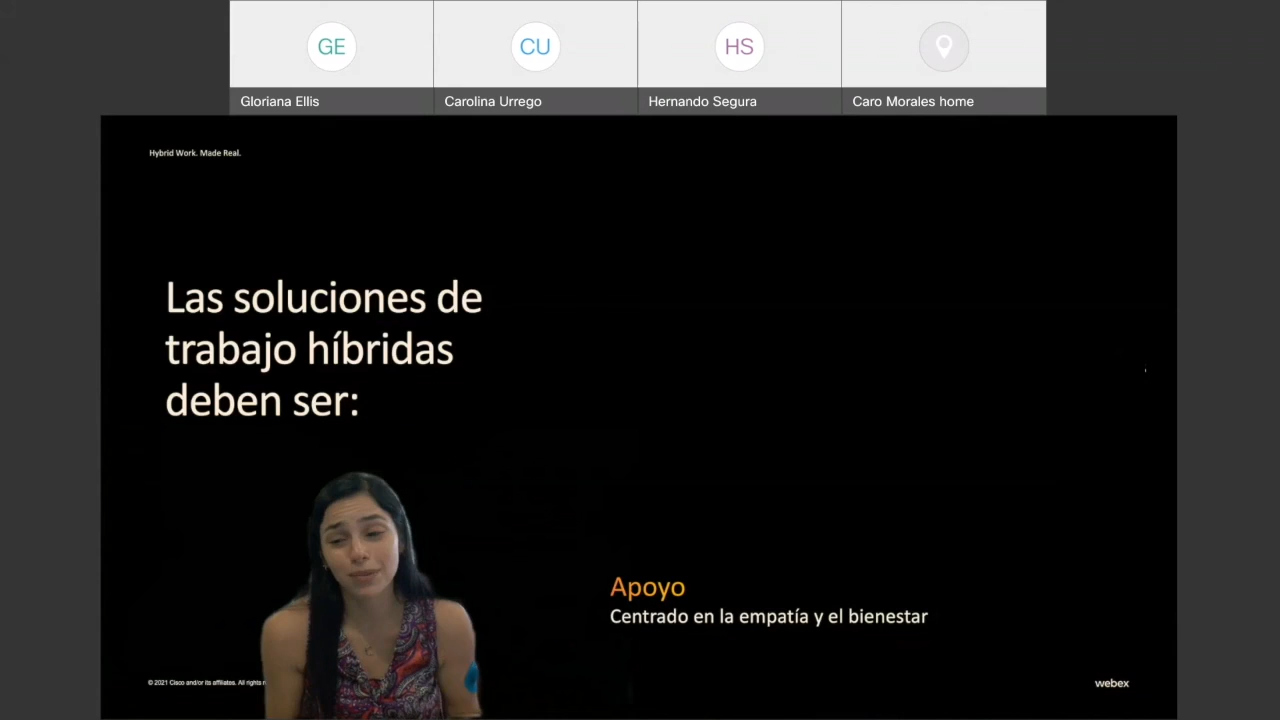 GE
CU
HS
Gloriana Ellis
Carolina Urrego
Hernando Segura
Caro Morales home
Hybrid Work. Made Real.
Las soluciones de
trabajo híbridas
deben ser:
Apoyo
Centrado en la empatía y el bienestar
© 2021 Cisco and/or its affiliates. All rights r
webex